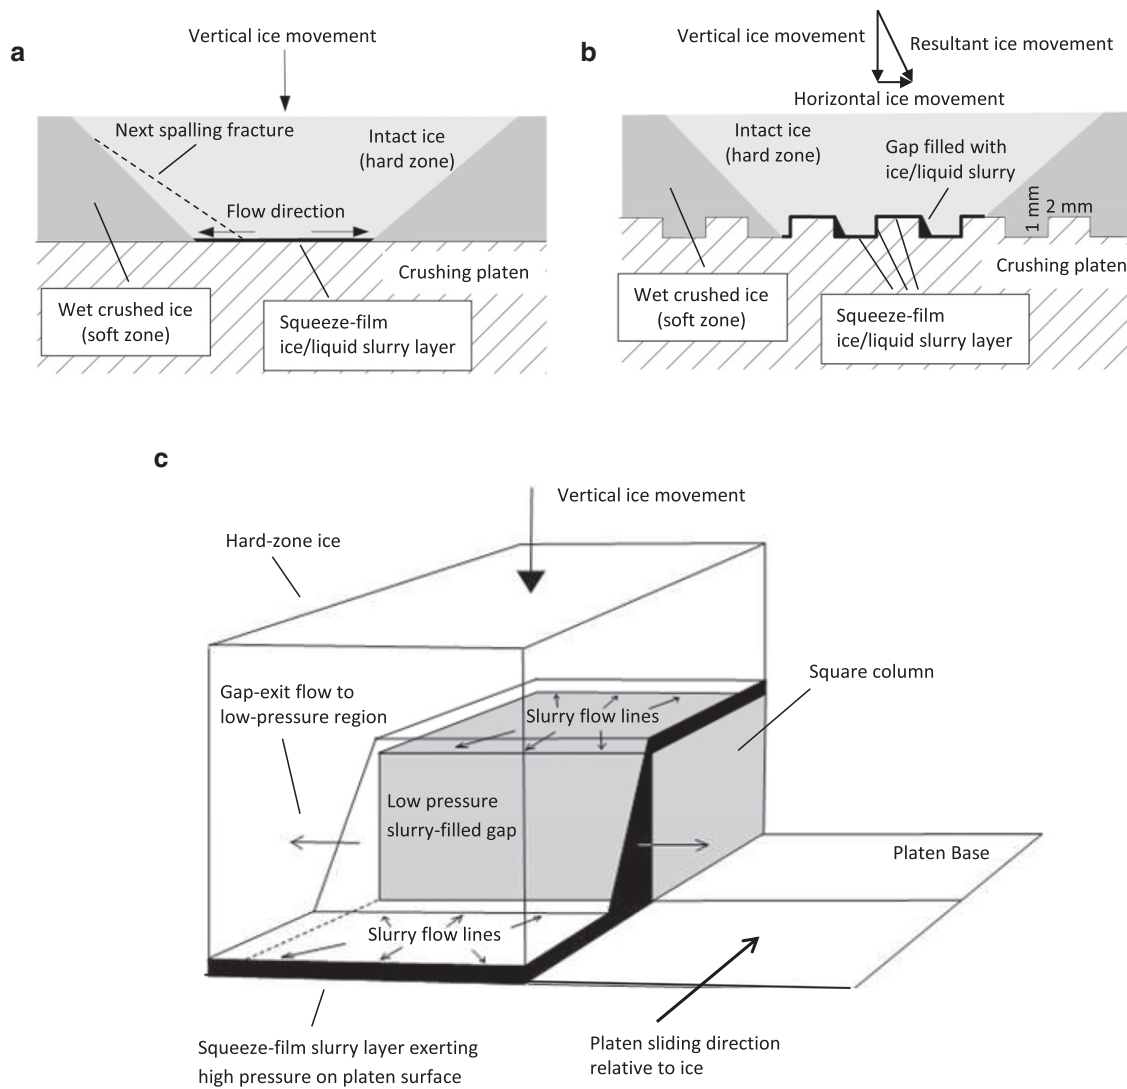 a
Vertical ice movement
Next spalling fracture
Intact ice
(hard zone)
Flow direction
Crushing platen
Wet crushed ice
(soft zone)
Squeeze-film
ice/liquid slurry layer
b
Vertical ice movement
Resultant ice movement
Horizontal ice movement
Intact ice
(hard zone)
Gap filled with
ice/liquid slurry
1 mm
2 mm
Crushing platen
Wet crushed ice
(soft zone)
Squeeze-film
ice/liquid slurry layer
c
Vertical ice movement
Hard-zone ice
Square column
Gap-exit flow to
low-pressure region
Slurry flow lines
Low pressure
slurry-filled gap
Platen Base
Slurry flow lines
Squeeze-film slurry layer exerting
high pressure on platen surface
Platen sliding direction
relative to ice